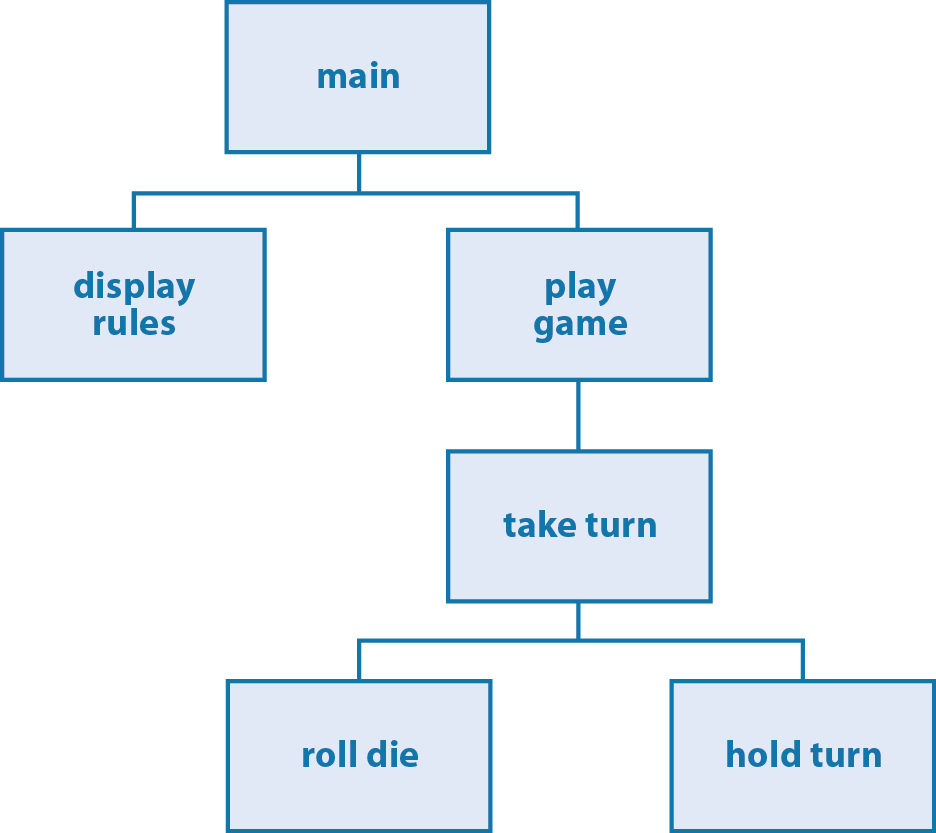 main
display
rules
play
game
take turn
roll die
hold turn